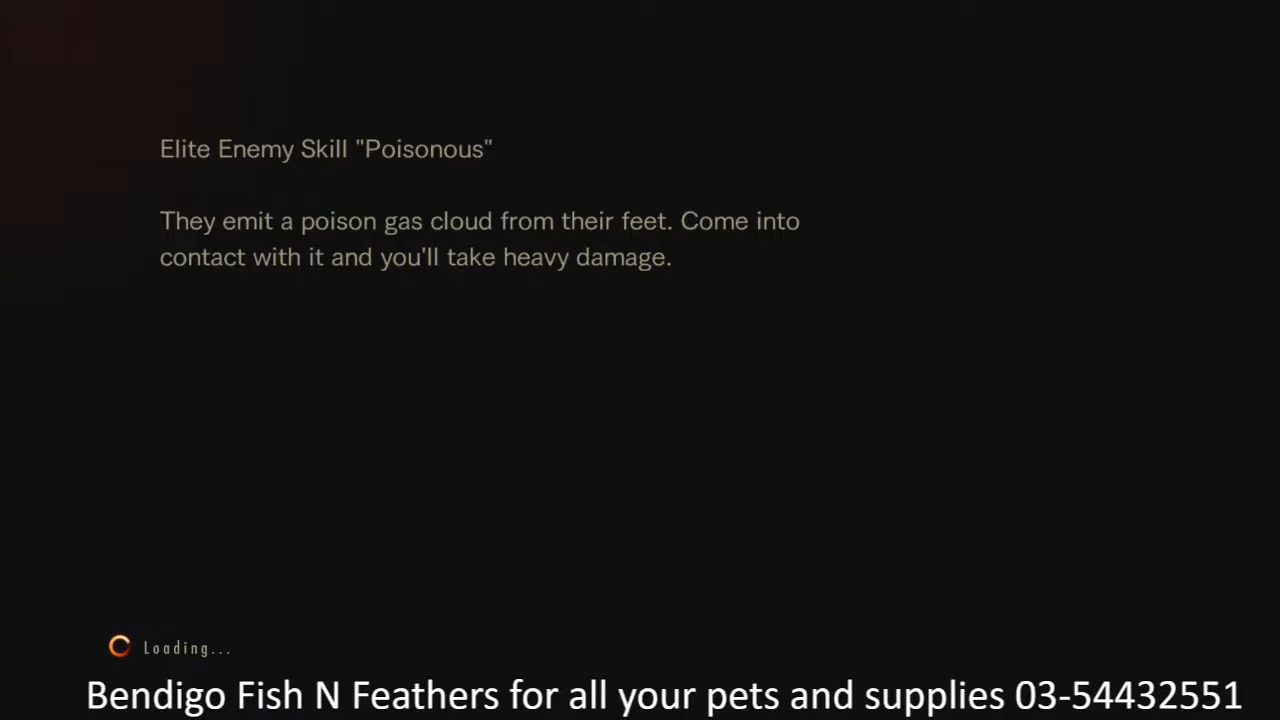 Elite Enemy Skill "Poisonous"
They emit a poison gas cloud from their feet. Come into
contact with it and you'll take heavy damage.
Loading...
Bendigo Fish N Feathers for all your pets and supplies 03-54432551